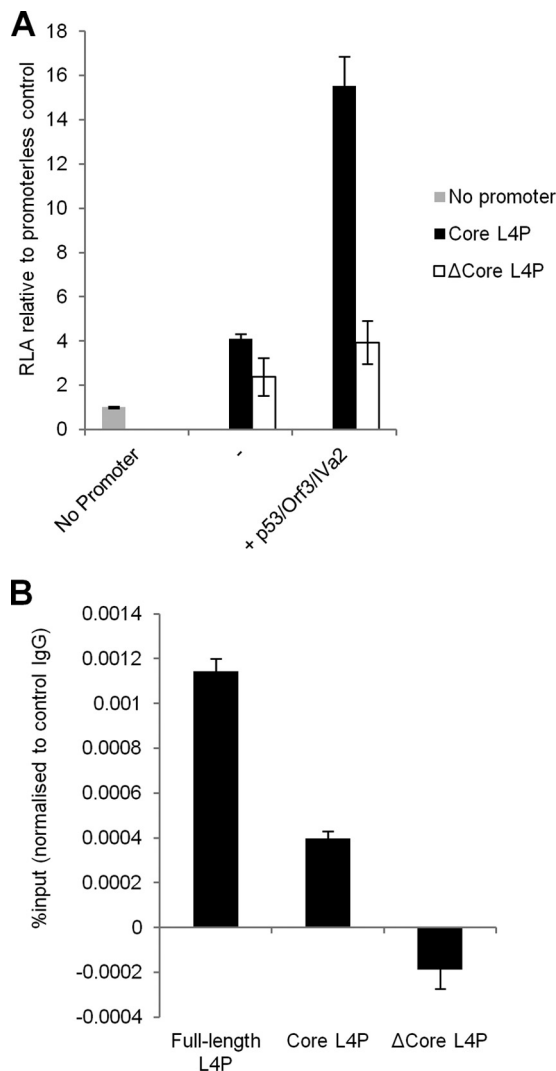 A
RLA relative to promoterless control
18
16
14
12
10
8
6
4
2
0
No Promoter
-
+ p53/Orf3/IVa2
No promoter
Core L4P
ΔCore L4P
B
%input (normalised to control IgG)
0.0014
0.0012
0.001
0.0008
0.0006
0.0004
0.0002
0
-0.0002
-0.0004
Full-length
L4P
Core L4P
ΔCore L4P